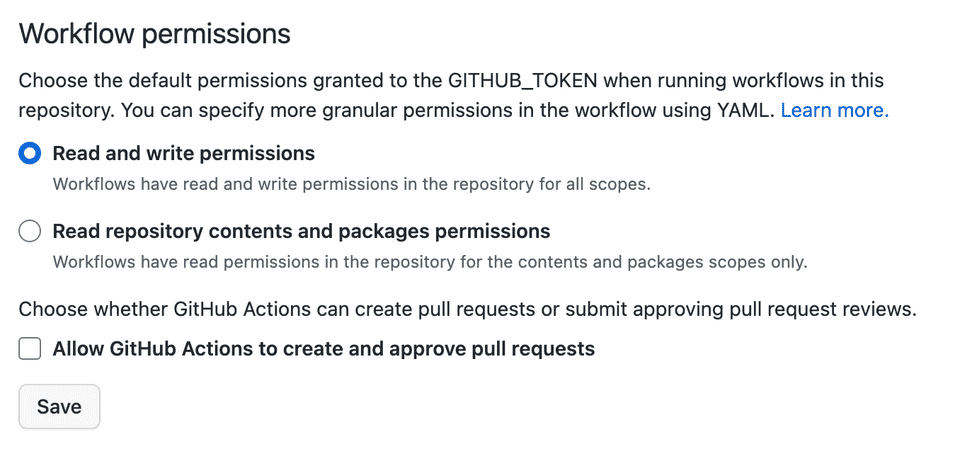 Workflow permissions
Choose the default permissions granted to the GITHUB_TOKEN when running workflows in this
repository. You can specify more granular permissions in the workflow using YAML. Learn more.
Read and write permissions
Workflows have read and write permissions in the repository for all scopes.
Read repository contents and packages permissions
Workflows have read permissions in the repository for the contents and packages scopes only.
Choose whether GitHub Actions can create pull requests or submit approving pull request reviews.
Allow GitHub Actions to create and approve pull requests
Save